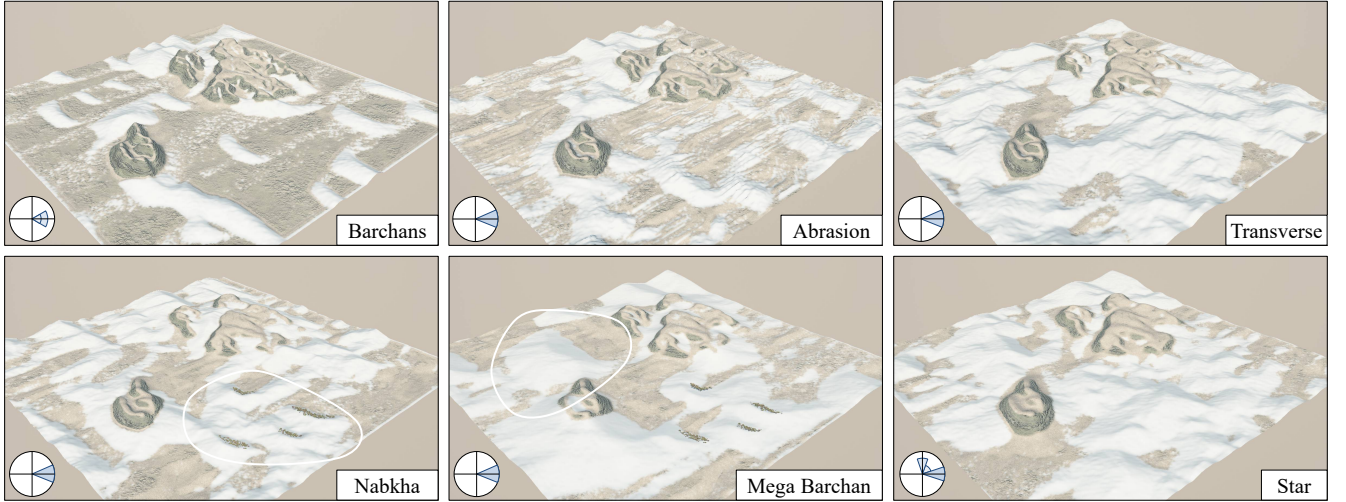 Barchans
Abrasion
Transverse
Nabkha
Mega Barchan
Star